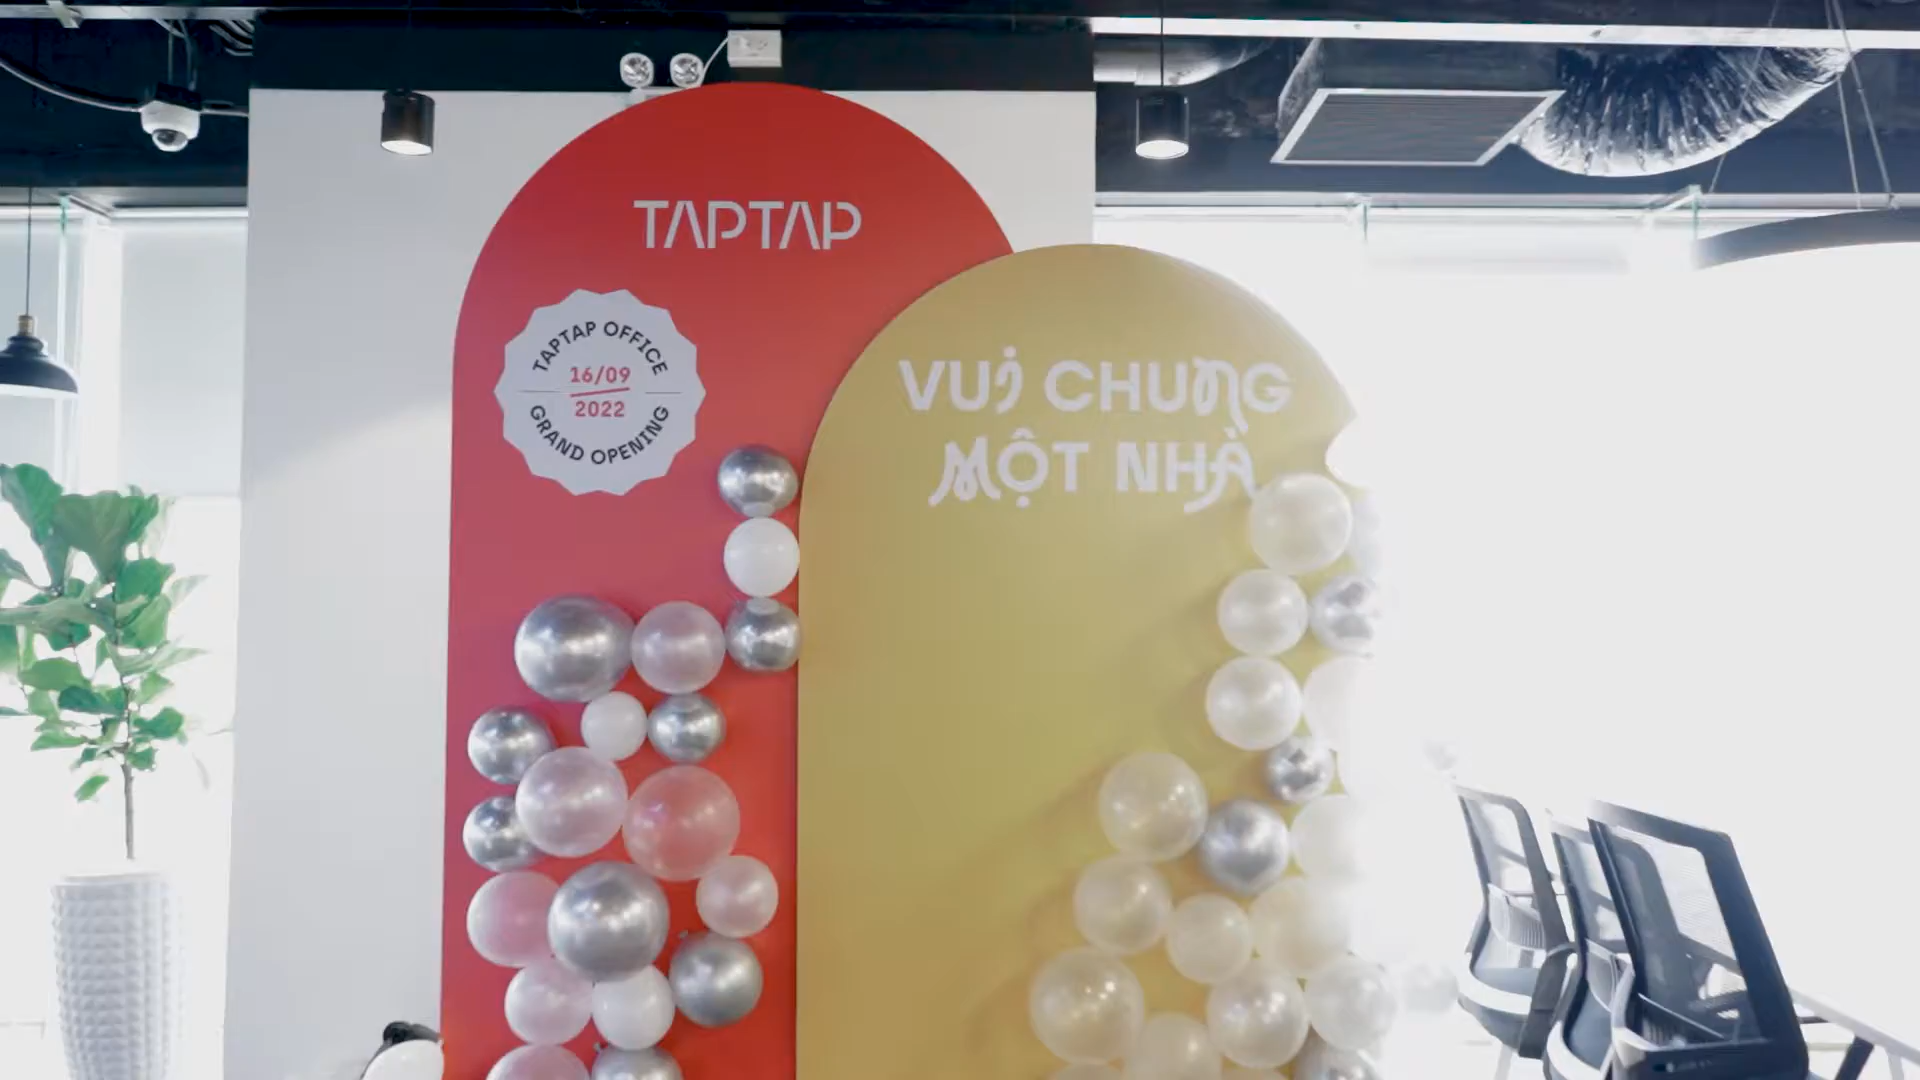 TAPTAP
TAPTAP OFFICE
16/09
2022
GRAND OPENING
VUI CHUNG
MỘT NHÀ